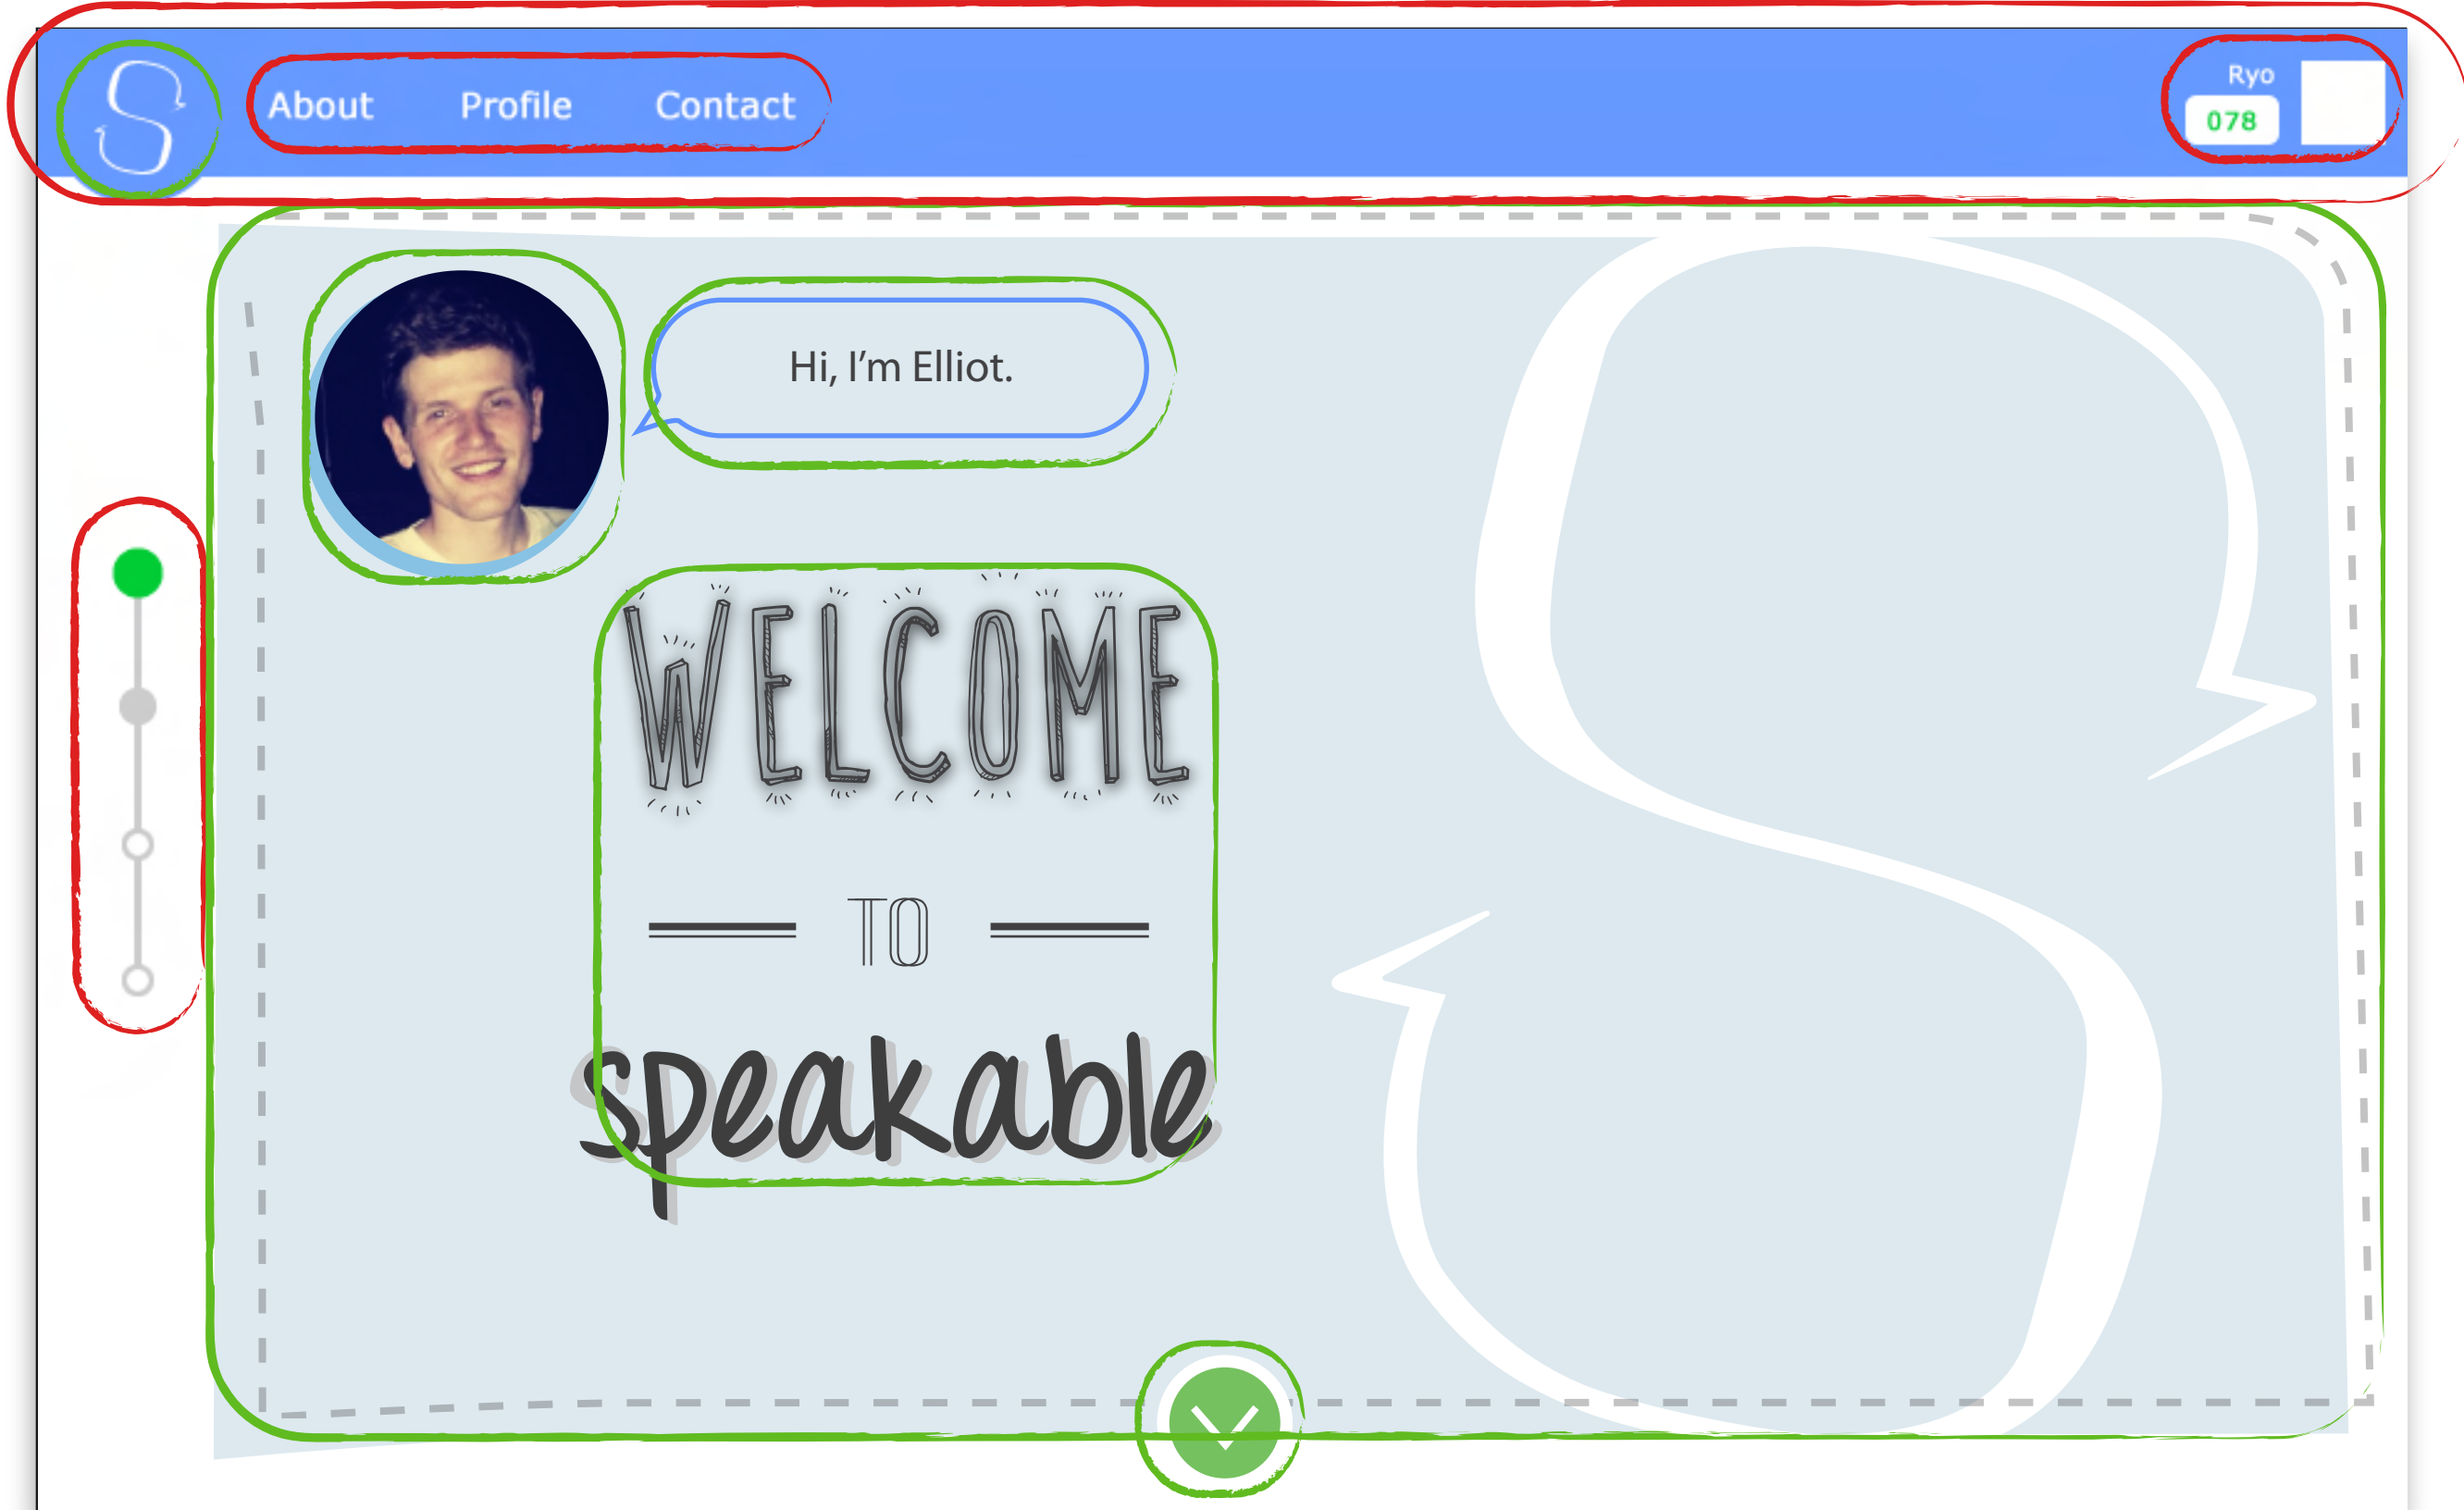 S
About Profile Contact
Ryo
078
Hi, I'm Elliot.
WELCOME
TO
speakable